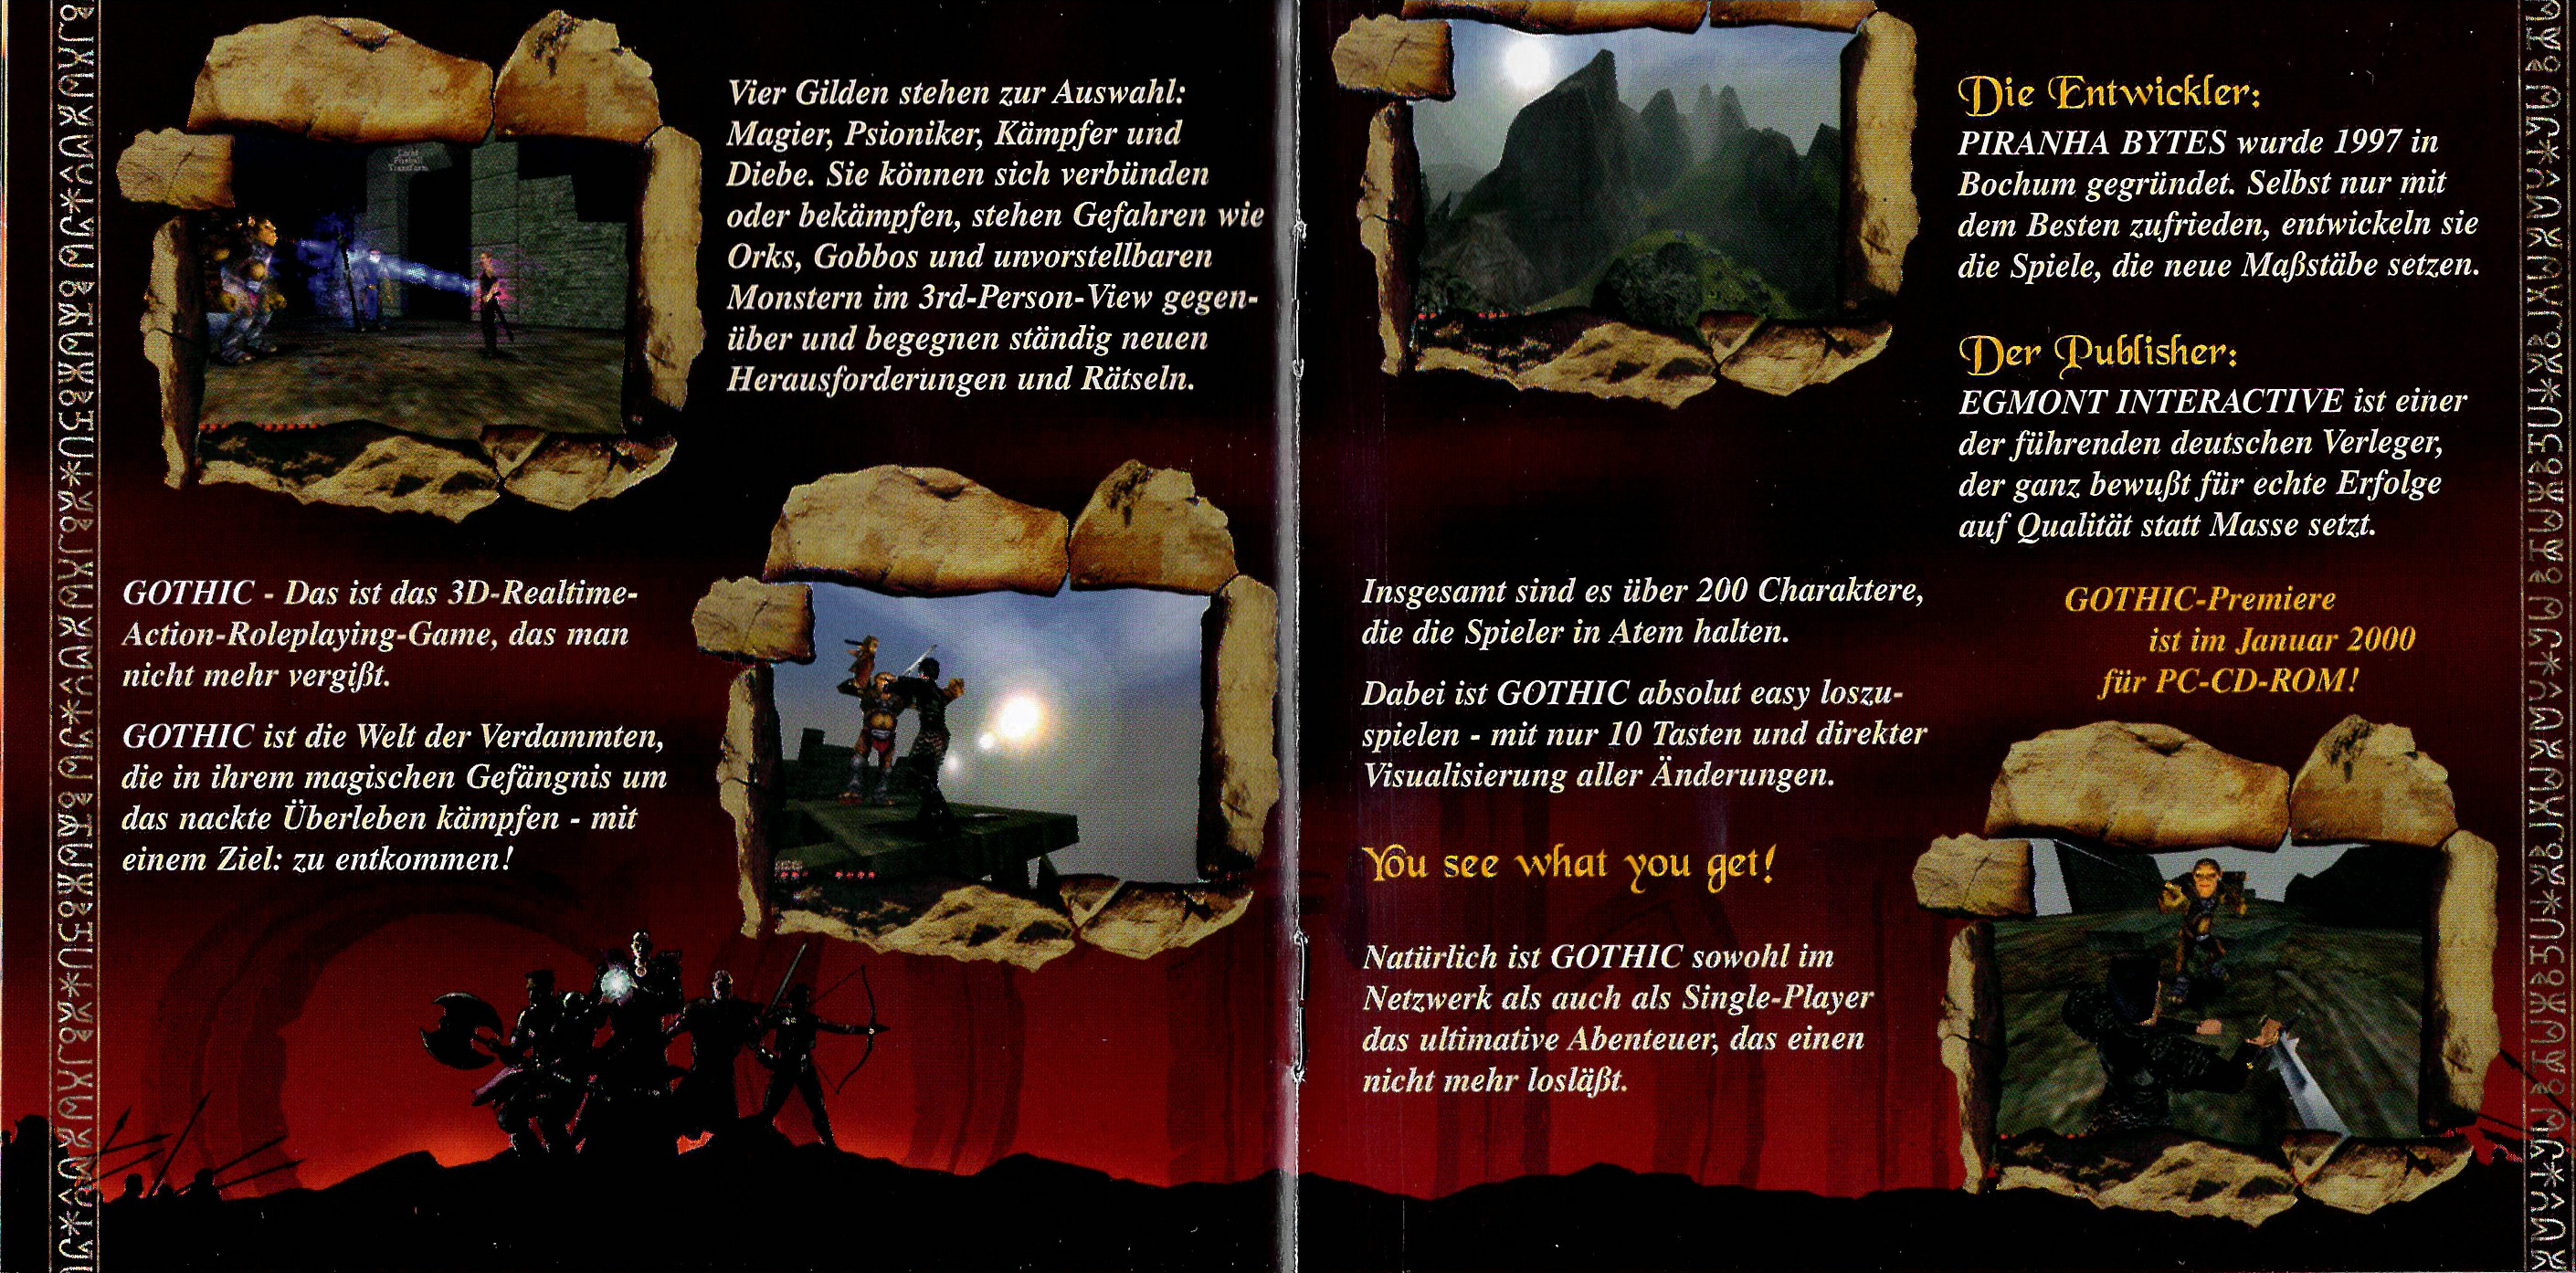 Vier Gilden stehen zur Auswahl:
Magier, Psioniker, Kämpfer und
Diebe. Sie können sich verbünden
oder bekämpfen, stehen Gefahren wie
Orks, Gobbos und unvorstellbaren
Monstern im 3rd-Person-View gegen-
über und begegnen ständig neuen
Herausforderungen und Rätseln.
GOTHIC - Das ist das 3D-Realtime-
Action-Roleplaying-Game, das man
nicht mehr vergißt.
GOTHIC ist die Welt der Verdammten,
die in ihrem magischen Gefängnis um
das nackte Überleben kämpfen - mit
einem Ziel: zu entkommen!
Die Entwickler:
PIRANHA BYTES wurde 1997 in
Bochum gegründet. Selbst nur mit
dem Besten zufrieden, entwickeln sie
die Spiele, die neue Maßstäbe setzen.
Der Publisher:
EGMONT INTERACTIVE ist einer
der führenden deutschen Verleger,
der ganz bewußt für echte Erfolge
auf Qualität statt Masse setzt.
Insgesamt sind es über 200 Charaktere,
die die Spieler in Atem halten.
Dabei ist GOTHIC absolut easy loszu-
spielen - mit nur 10 Tasten und direkter
Visualisierung aller Änderungen.
You see what you get!
Natürlich ist GOTHIC sowohl im
Netzwerk als auch als Single-Player
das ultimative Abenteuer, das einen
nicht mehr losläßt.
GOTHIC-Premiere
ist im Januar 2000
für PC-CD-ROM!